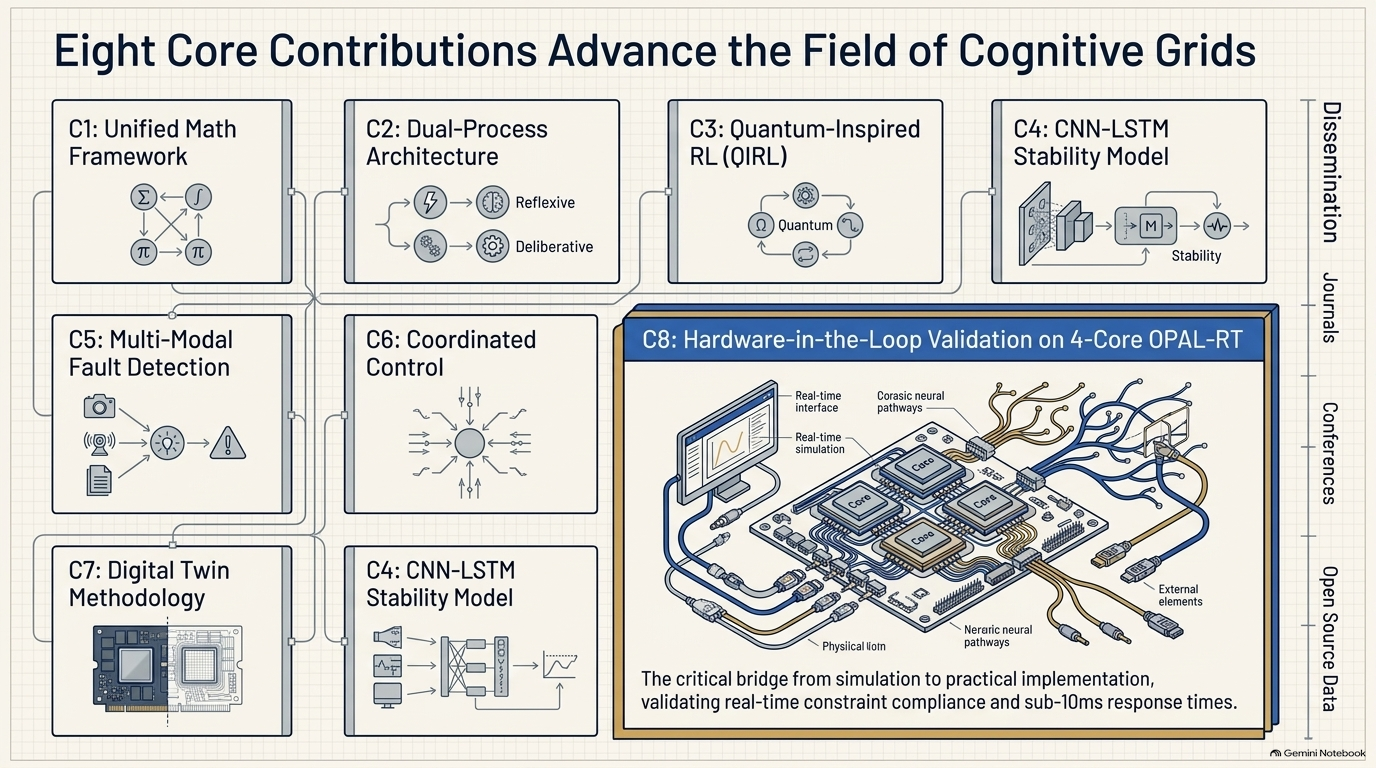 Eight Core Contributions Advance the Field of Cognitive Grids
C1: Unified Math
Framework
Σ
∫
π
π
C2: Dual-Process
Architecture
Reflexive
Deliberative
C3: Quantum-Inspired
RL (QIRL)
Ω
Quantum
C4: CNN-LSTM
Stability Model
M
Stability
C5: Multi-Modal
Fault Detection
C6: Coordinated
Control
C7: Digital Twin
Methodology
C4: CNN-LSTM
Stability Model
C8: Hardware-in-the-Loop Validation on 4-Core OPAL-RT
Real-time
interface
Real-time
simulation
Corasic neural
pathways
Core
Core
External
elements
Neraric neural
pathways
Physical
The critical bridge from simulation to practical implementation,
validating real-time constraint compliance and sub-10ms response times.
Dissemination
Journals
Conferences
Open Source Data
Gemini Notebook